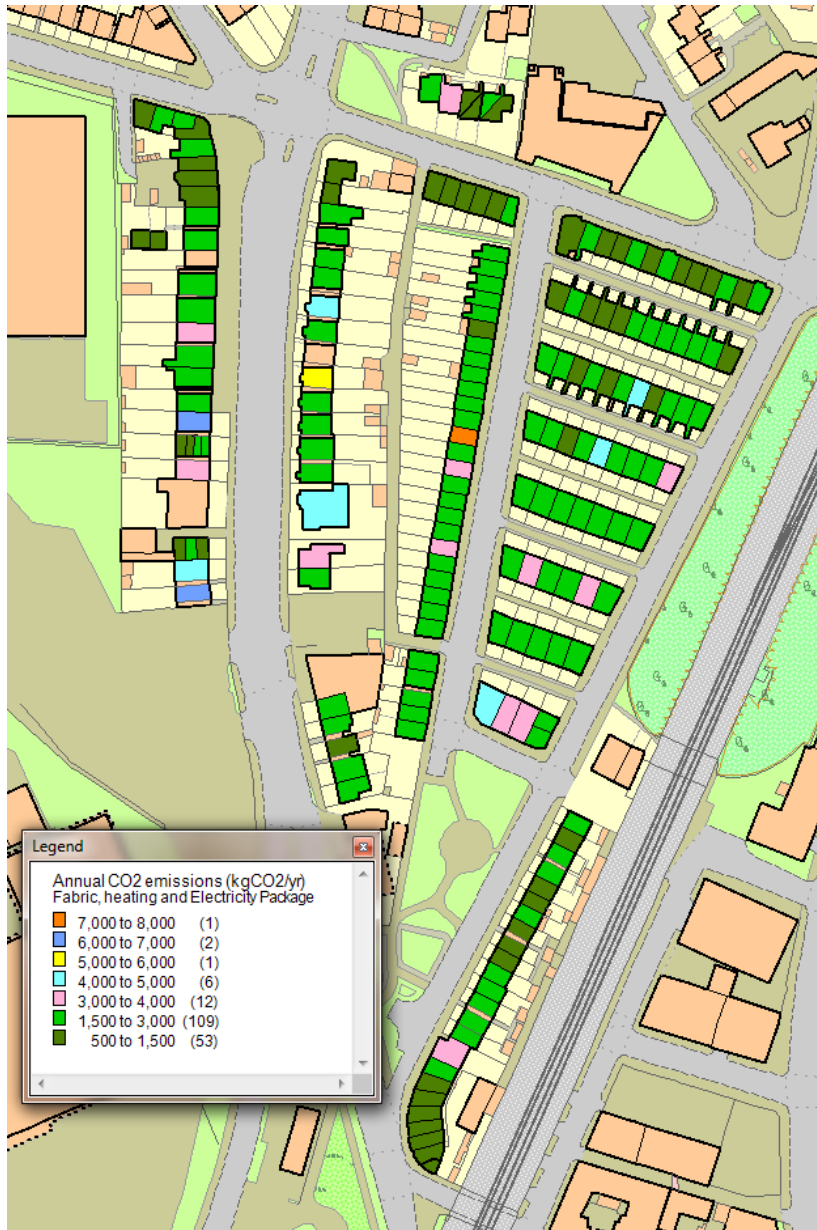 Legend
Annual CO2 emissions (kgCO2/yr)
Fabric, heating and Electricity Package
7,000 to 8,000 (1)
6,000 to 7,000 (2)
5,000 to 6,000 (1)
4,000 to 5,000 (6)
3,000 to 4,000 (12)
1,500 to 3,000 (109)
500 to 1,500 (53)